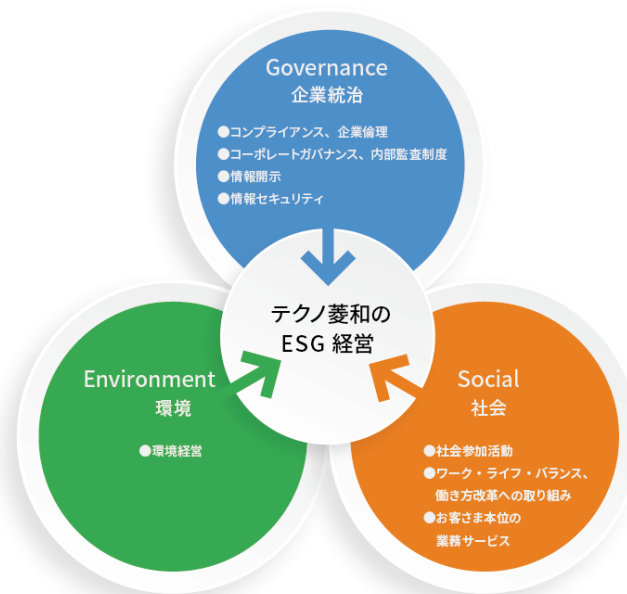 Governance
企業統治
●コンプライアンス、企業倫理
●コーポレートガバナンス、内部監査制度
●情報開示
●情報セキュリティ
テクノ菱和の
ESG 経営
Environment
環境
●環境経営
Social
社会
●社会参加活動
●ワーク・ライフ・バランス、
働き方改革への取り組み
●お客さま本位の
業務サービス